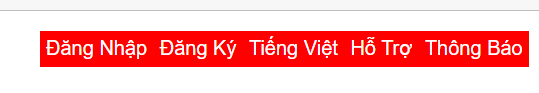 Đăng Nhập Đăng Ký Tiếng Việt Hỗ Trợ Thông Báo